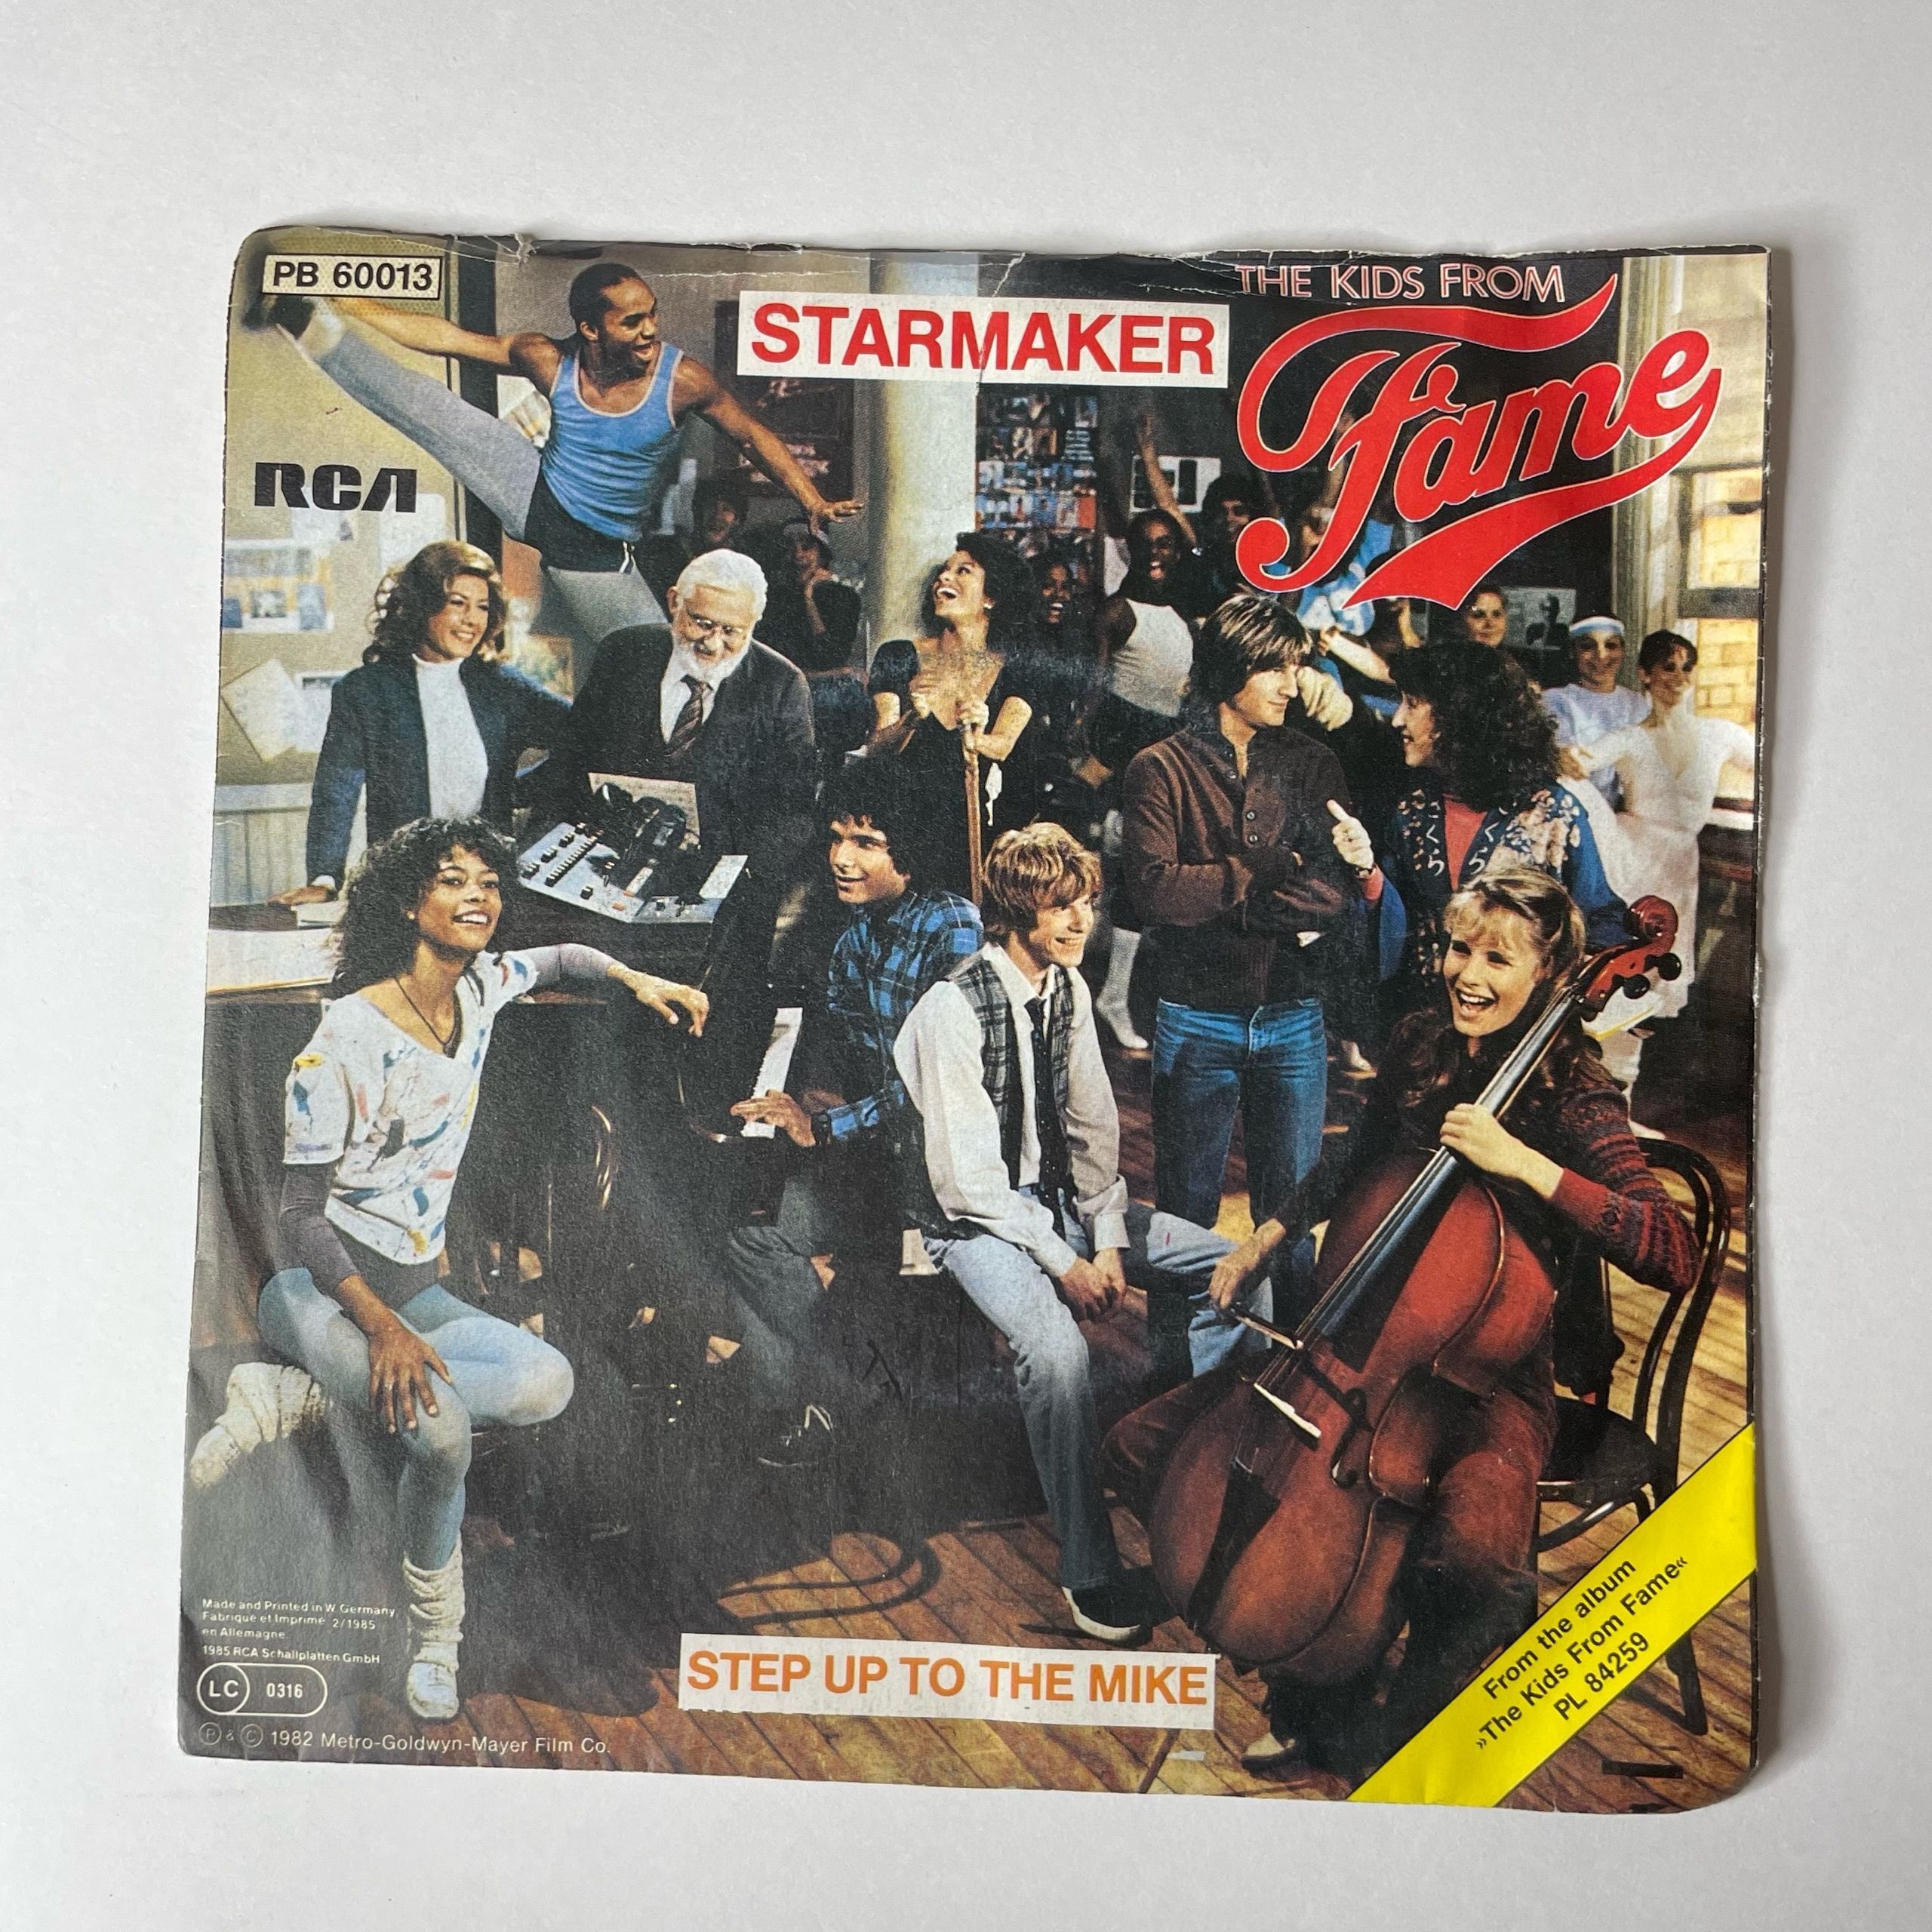 PB 60013
THE KIDS FROM
Fame
STARMAKER
RCA
STEP UP TO THE MIKE
From the album
»The Kids From Fame«
PL 84259
Made and Printed in W. Germany
Fabriqué et Imprimé 2/1985
en Allemagne
1985 RCA Schallplatten GmbH
LC 0316
Ⓟ & Ⓒ 1982 Metro-Goldwyn-Mayer Film Co.